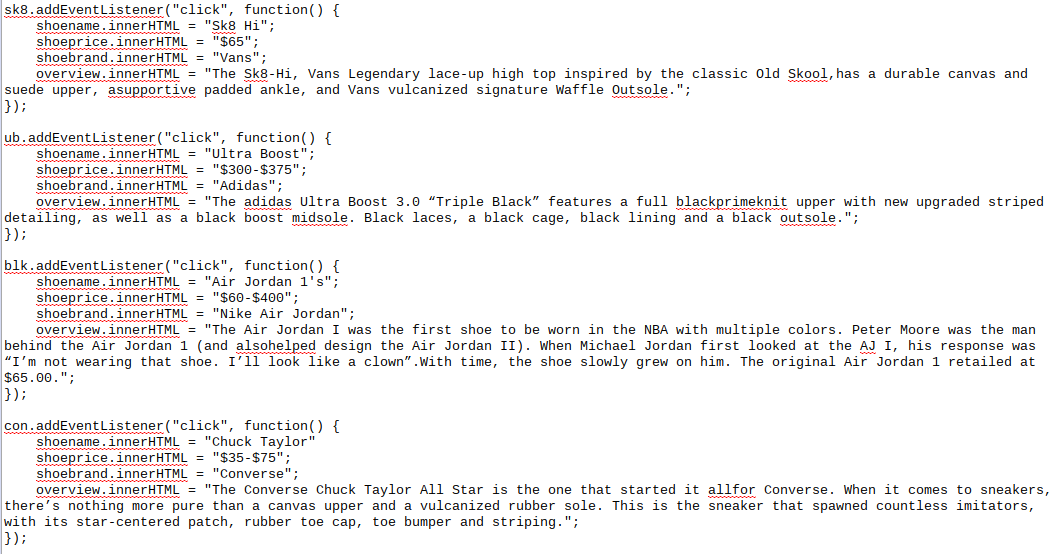 sk8.addEventListener("click", function() {
    shoename.innerHTML = "Sk8 Hi";
    shoeprice.innerHTML = "$65";
    shoebrand.innerHTML = "Vans";
    overview.innerHTML = "The Sk8-Hi, Vans Legendary lace-up high top inspired by the classic Old Skool,has a durable canvas and
suede upper, asupportive padded ankle, and Vans vulcanized signature Waffle Outsole.";
});

ub.addEventListener("click", function() {
    shoename.innerHTML = "Ultra Boost";
    shoeprice.innerHTML = "$300-$375";
    shoebrand.innerHTML = "Adidas";
    overview.innerHTML = "The adidas Ultra Boost 3.0 “Triple Black” features a full blackprimeknit upper with new upgraded striped
detailing, as well as a black boost midsole. Black laces, a black cage, black lining and a black outsole.";
});

blk.addEventListener("click", function() {
    shoename.innerHTML = "Air Jordan 1's";
    shoeprice.innerHTML = "$60-$400";
    shoebrand.innerHTML = "Nike Air Jordan";
    overview.innerHTML = "The Air Jordan I was the first shoe to be worn in the NBA with multiple colors. Peter Moore was the man
behind the Air Jordan 1 (and alsohelped design the Air Jordan II). When Michael Jordan first looked at the AJ I, his response was
“I’m not wearing that shoe. I’ll look like a clown”.With time, the shoe slowly grew on him. The original Air Jordan 1 retailed at
$65.00.";
});

con.addEventListener("click", function() {
    shoename.innerHTML = "Chuck Taylor"
    shoeprice.innerHTML = "$35-$75";
    shoebrand.innerHTML = "Converse";
    overview.innerHTML = "The Converse Chuck Taylor All Star is the one that started it allfor Converse. When it comes to sneakers,
there’s nothing more pure than a canvas upper and a vulcanized rubber sole. This is the sneaker that spawned countless imitators,
with its star-centered patch, rubber toe cap, toe bumper and striping.";
});